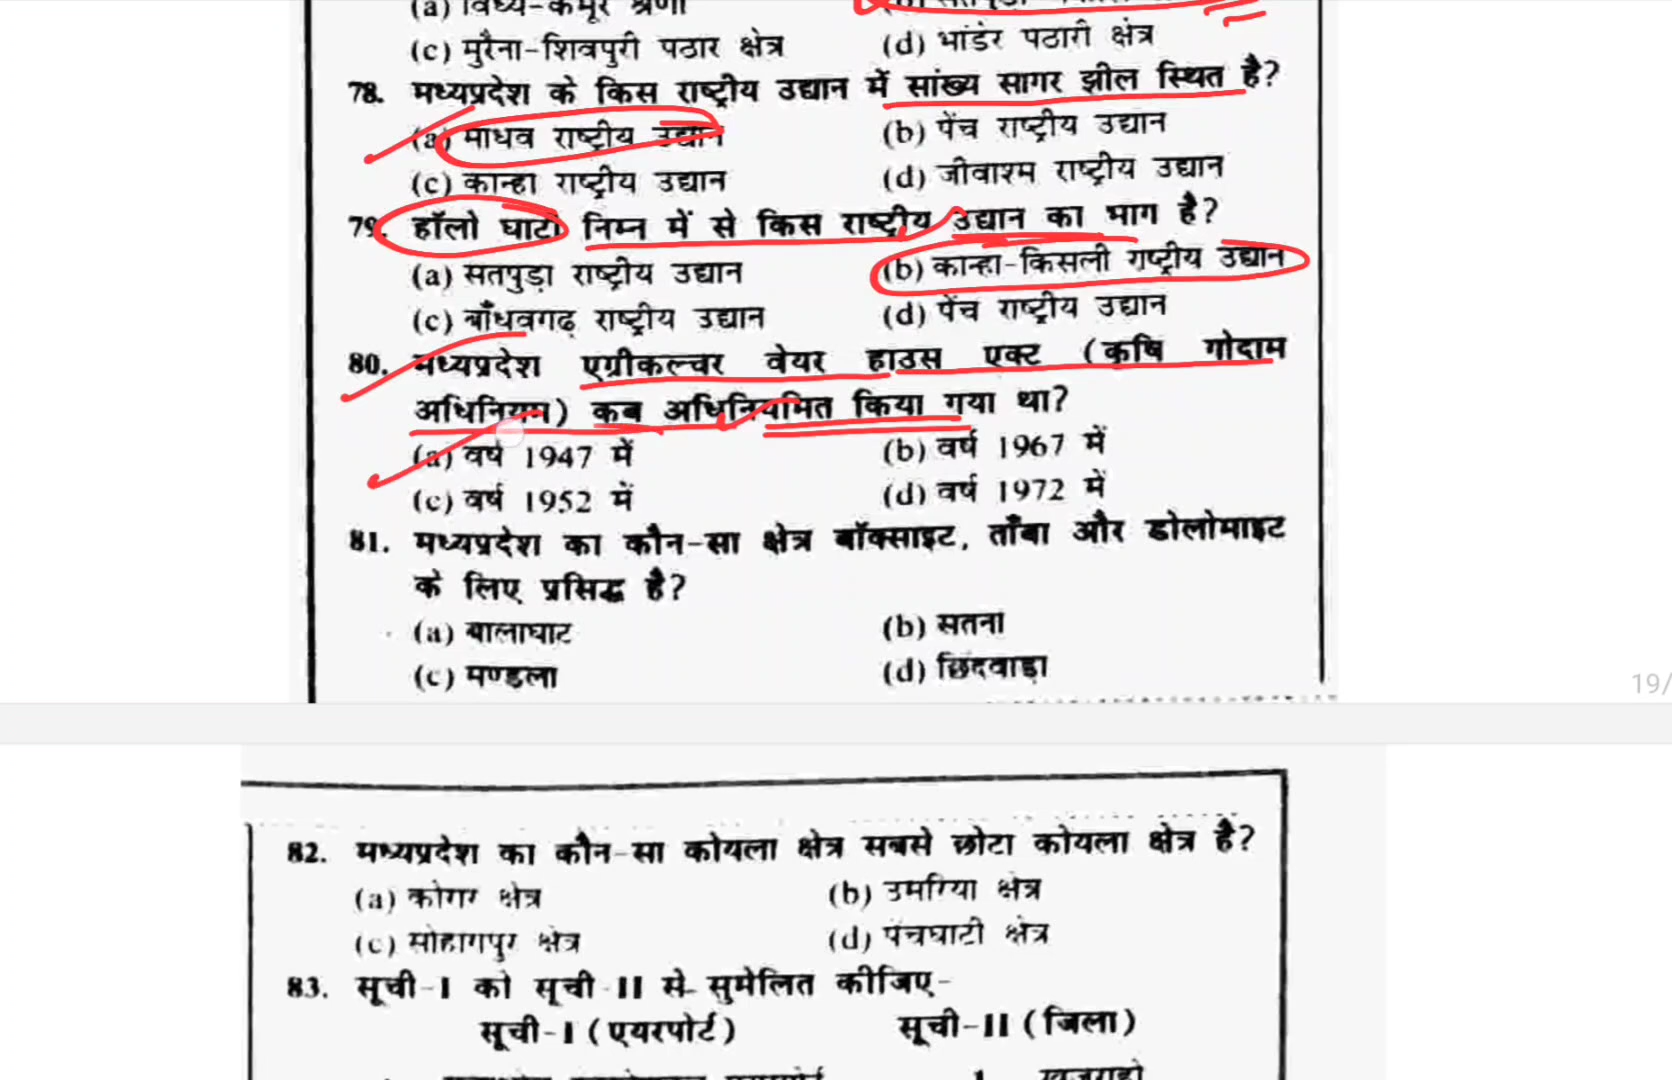 (a) विंध्य-कैमूर श्रेणी
(c) मुरैना-शिवपुरी पठार क्षेत्र (d) भांडेर पठारी क्षेत्र
78. मध्यप्रदेश के किस राष्ट्रीय उद्यान में सांख्य सागर झील स्थित है?
(a) माधव राष्ट्रीय उद्यान (b) पेंच राष्ट्रीय उद्यान
(c) कान्हा राष्ट्रीय उद्यान (d) जीवाश्म राष्ट्रीय उद्यान
79. हॉलो घाटी निम्न में से किस राष्ट्रीय उद्यान का भाग है?
(a) सतपुड़ा राष्ट्रीय उद्यान (b) कान्हा-किसली राष्ट्रीय उद्यान
(c) बाँधवगढ़ राष्ट्रीय उद्यान (d) पेंच राष्ट्रीय उद्यान
80. मध्यप्रदेश एग्रीकल्चर वेयर हाउस एक्ट (कृषि गोदाम
अधिनियम) कब अधिनियमित किया गया था?
(a) वर्ष 1947 में (b) वर्ष 1967 में
(c) वर्ष 1952 में (d) वर्ष 1972 में
81. मध्यप्रदेश का कौन-सा क्षेत्र बॉक्साइट, ताँबा और डोलोमाइट
के लिए प्रसिद्ध है?
(a) बालाघाट (b) सतना
(c) मण्डला (d) छिंदवाड़ा
19/
82. मध्यप्रदेश का कौन-सा कोयला क्षेत्र सबसे छोटा कोयला क्षेत्र है?
(a) कोरार क्षेत्र (b) उमरिया क्षेत्र
(c) सोहागपुर क्षेत्र (d) पंचघाटी क्षेत्र
83. सूची-I को सूची-II से सुमेलित कीजिए-
सूची-I (एयरपोर्ट) सूची-II (जिला)
1. खजुराहो